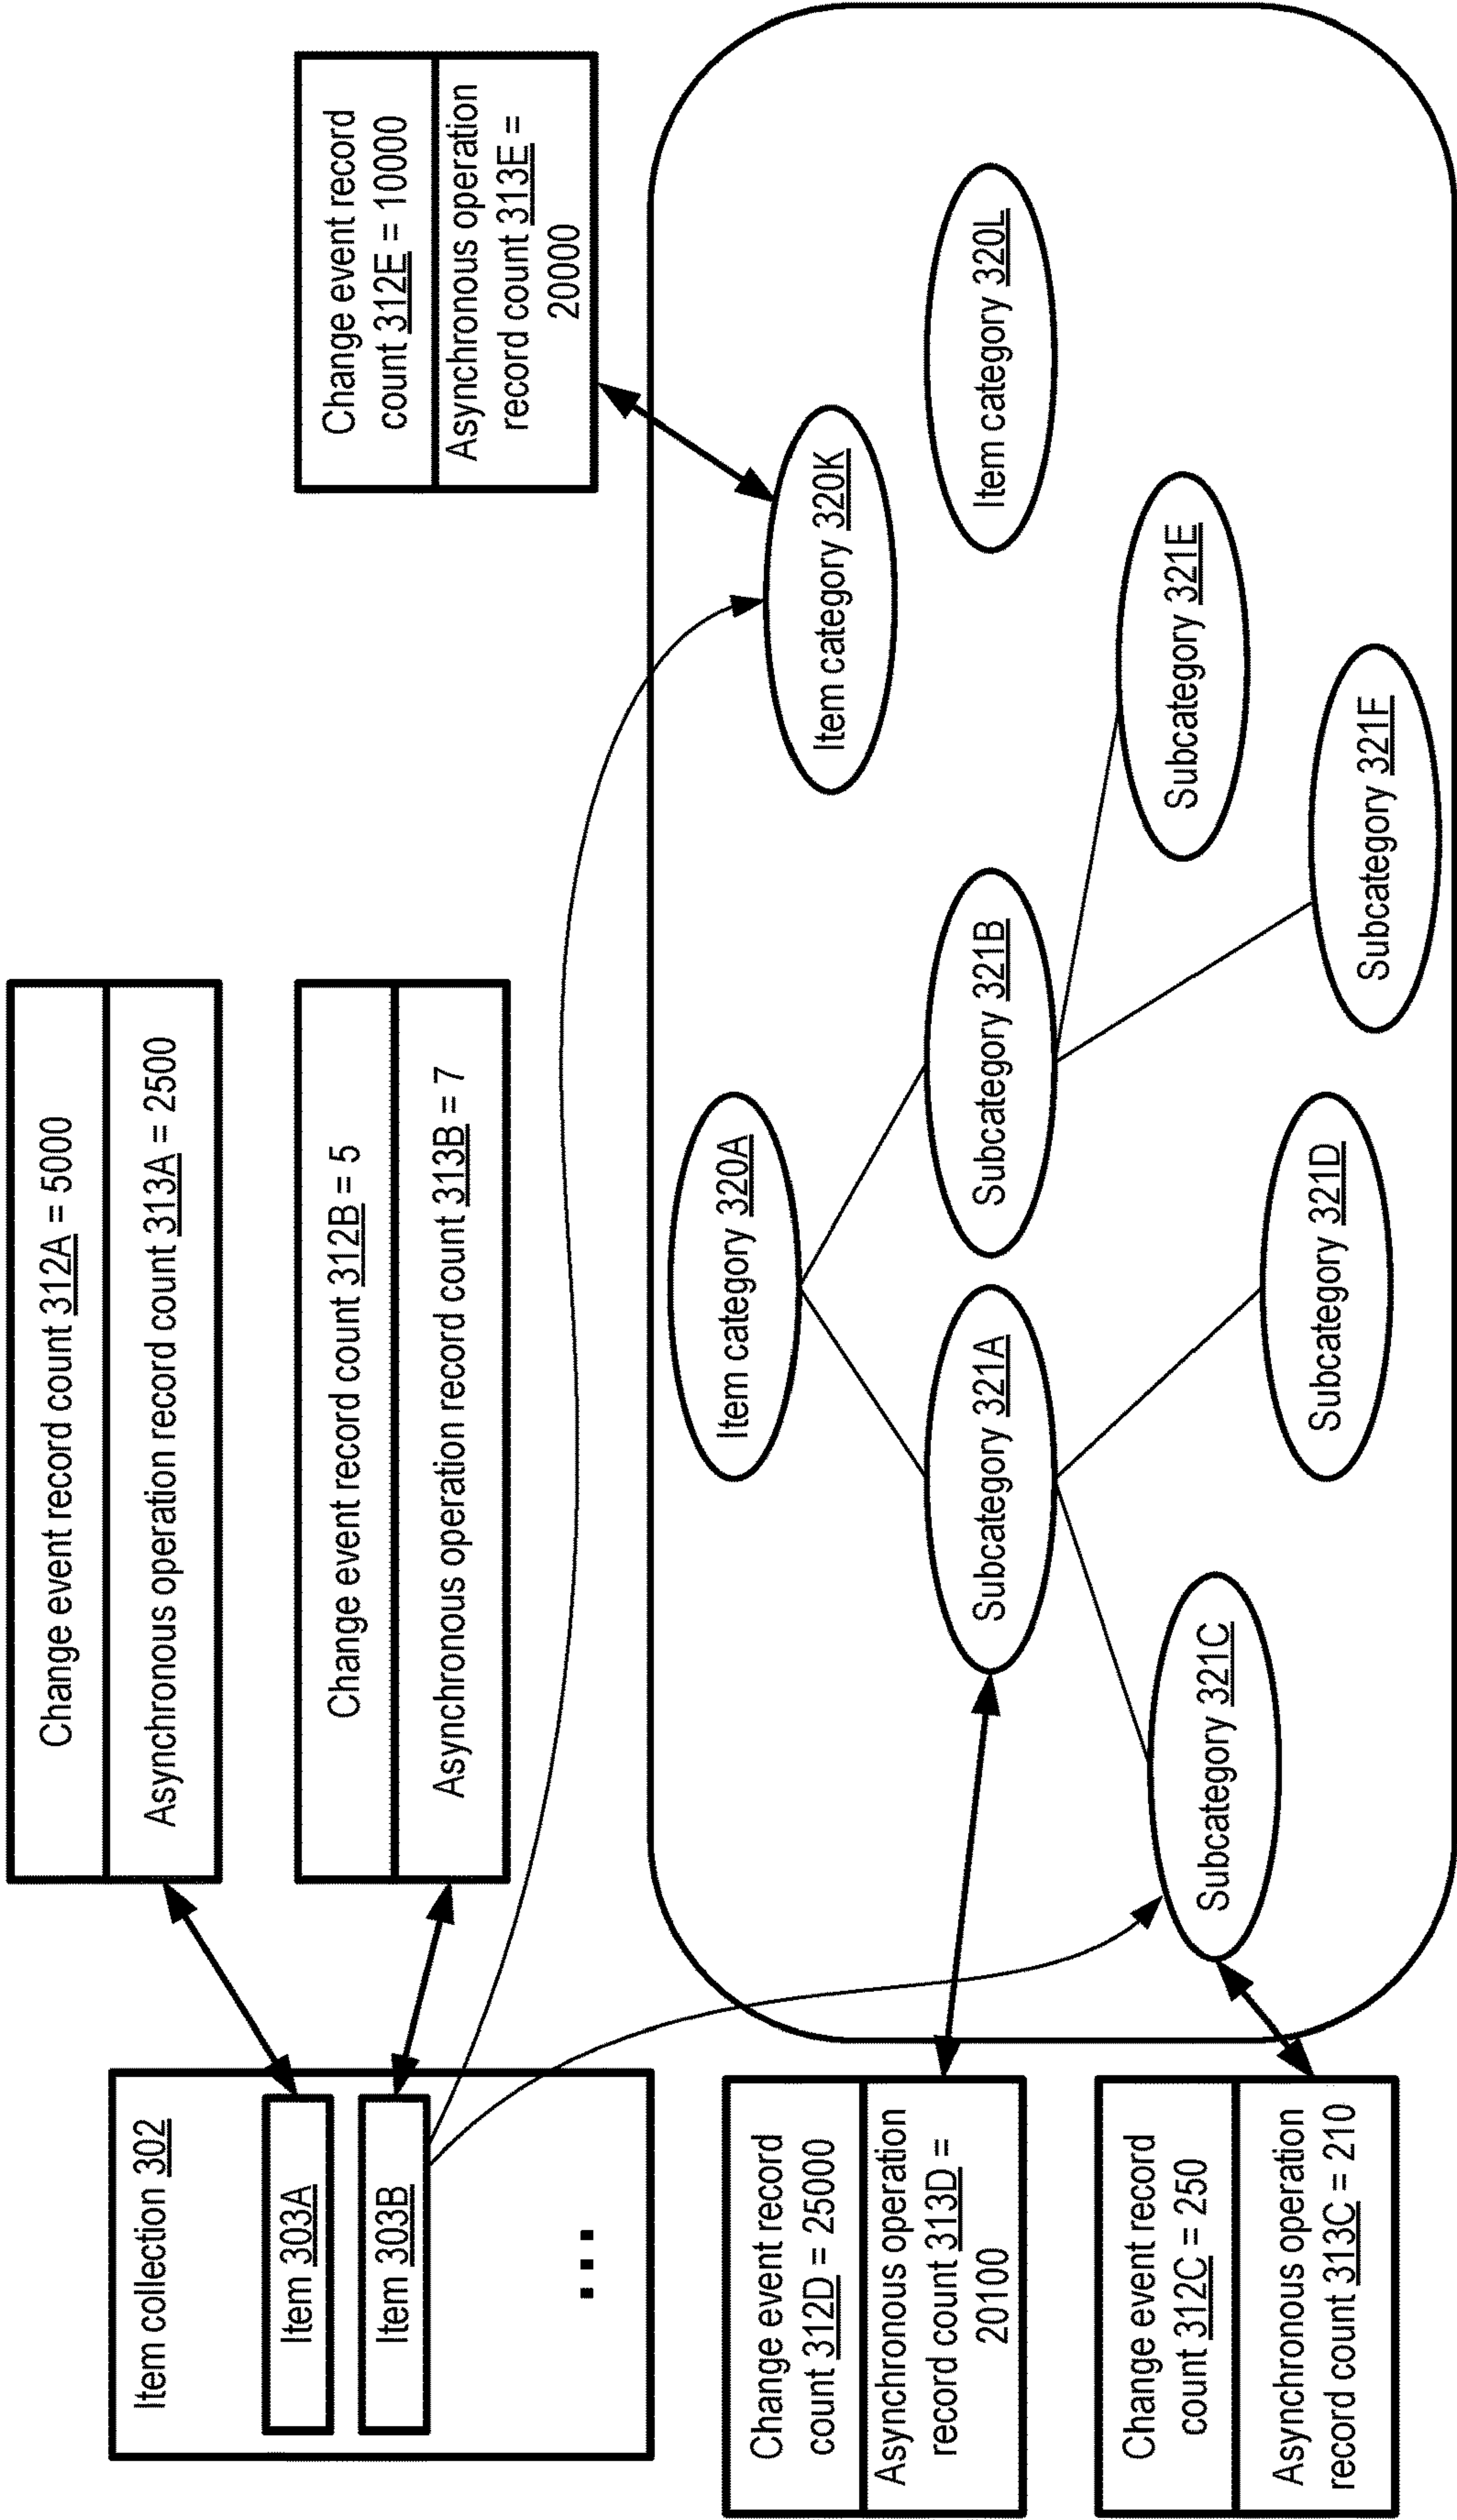 Change event record count 312A = 5000
Asynchronous operation record count 313A = 2500
Item collection 302
Item 303A
Item 303B
...
Change event record count 312B = 5
Asynchronous operation record count 313B = 7
Change event record
count 312E = 10000
Asynchronous operation
record count 313E =
20000
Item category 320A
Item category 320K
Subcategory 321A
Subcategory 321B
Item category 320L
Subcategory 321C
Subcategory 321D
Subcategory 321E
Subcategory 321F
Change event record
count 312D = 25000
Asynchronous operation
record count 313D =
20100
Change event record
count 312C = 250
Asynchronous operation
record count 313C = 210